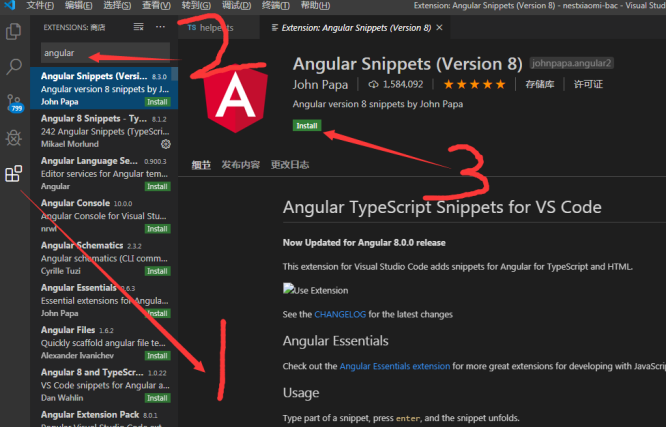 文件(F) 编辑(E) 选择(S) 查看(V) 转到(G) 调试(D) 终端(T) 帮助(H)
Extension: Angular Snippets (Version 8) - nestxiaomi-bac - Visual Studio Code
EXTENSIONS: 商店
TS helpers
Extension: Angular Snippets (Version 8)
angular
2
799
Angular Snippets (Versi... 8.3.0
Angular version 8 snippets by J...
John Papa Install
Angular 8 Snippets - Ty... 8.1.2
242 Angular Snippets (TypeScri...
Mikael Morlund
Angular Language Se... 0.900.3
Editor services for Angular tem...
Angular Install
Angular Console 10.0.0
Angular Console for Visual Stu...
nrwl Install
Angular Schematics 2.3.2
Angular schematics (CLI comm...
Cyrille Tuzi Install
Angular Essentials 0.6.3
Essential extensions for Angula...
John Papa Install
Angular Files 1.6.2
Quickly scaffold angular file te...
Alexander Ivanichev Install
Angular 8 and TypeScr... 1.0.22
VS Code snippets for Angular a...
Dan Wahlin Install
Angular Extension Pack 8.0.1
Angular Snippets (Version 8) johnpapa.angular2
John Papa 1,584,092 ★★★★★ 存储库 许可证
Angular version 8 snippets by John Papa
Install
3
细节 发布内容 更改日志
Angular TypeScript Snippets for VS Code
Now Updated for Angular 8.0.0 release
This extension for Visual Studio Code adds snippets for Angular for TypeScript and HTML.
Use Extension
See the CHANGELOG for the latest changes
1
Angular Essentials
Check out the Angular Essentials extension for more great extensions for developing with JavaScrip
Usage
Type part of a snippet, press enter, and the snippet unfolds.